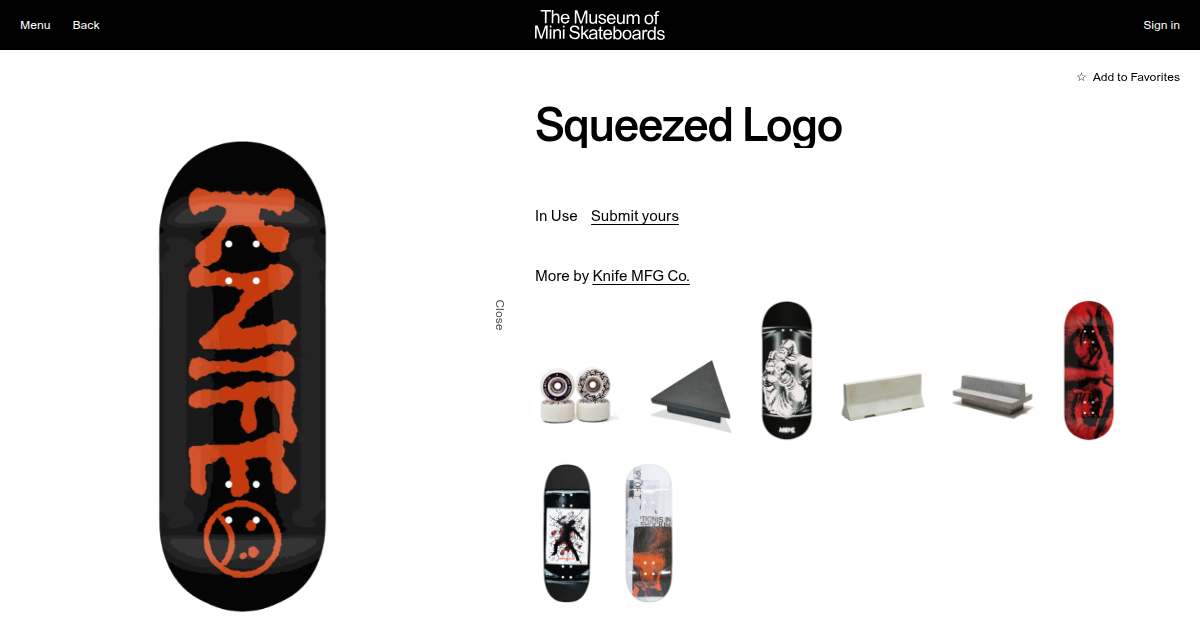 Menu
Back
The Museum of
Mini Skateboards
Sign in
☆ Add to Favorites
Squeezed Logo
In Use
Submit yours
More by Knife MFG Co.
Close
KNIFE